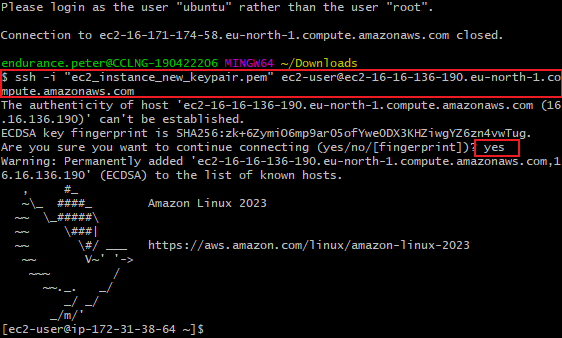 Please login as the user "ubuntu" rather than the user "root".
Connection to ec2-16-171-174-58.eu-north-1.compute.amazonaws.com closed.
endurance.peter@CCLNG-190422206 MINGW64 ~/Downloads
$ ssh -i "ec2_instance_new_keypair.pem" ec2-user@ec2-16-16-136-190.eu-north-1.co
mpute.amazonaws.com
The authenticity of host 'ec2-16-16-136-190.eu-north-1.compute.amazonaws.com (16
.16.136.190)' can't be established.
ECDSA key fingerprint is SHA256:zk+6ZymiO6mp9arO5ofYweODX3KHZiwgYZ6zn4vwTug.
Are you sure you want to continue connecting (yes/no/[fingerprint])? yes
Warning: Permanently added 'ec2-16-16-136-190.eu-north-1.compute.amazonaws.com,1
6.16.136.190' (ECDSA) to the list of known hosts.
   ,     #_
   ~\_  ####_        Amazon Linux 2023
  ~~  \_#####\
  ~~     \###|
  ~~       \#/ ___   https://aws.amazon.com/linux/amazon-linux-2023
   ~~       V~' '->
    ~~~         /
      ~~._.   _/
         _/ _/
       _/m/'
[ec2-user@ip-172-31-38-64 ~]$